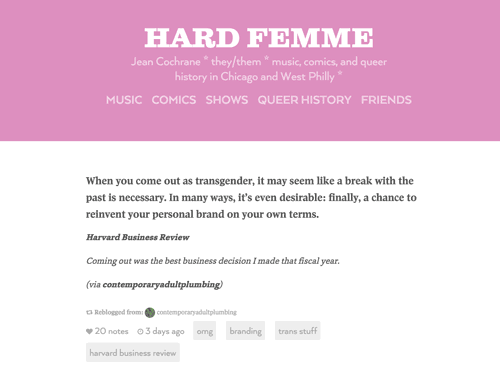 HARD FEMME
Jean Cochrane * they/them * music, comics, and queer
history in Chicago and West Philly *
MUSIC COMICS SHOWS QUEER HISTORY FRIENDS
When you come out as transgender, it may seem like a break with the
past is necessary. In many ways, it's even desirable: finally, a chance to
reinvent your personal brand on your own terms.
Harvard Business Review
Coming out was the best business decision I made that fiscal year.
(via contemporaryadultplumbing)
Reblogged from: contemporaryadultplumbing
20 notes 3 days ago omg branding trans stuff
harvard business review